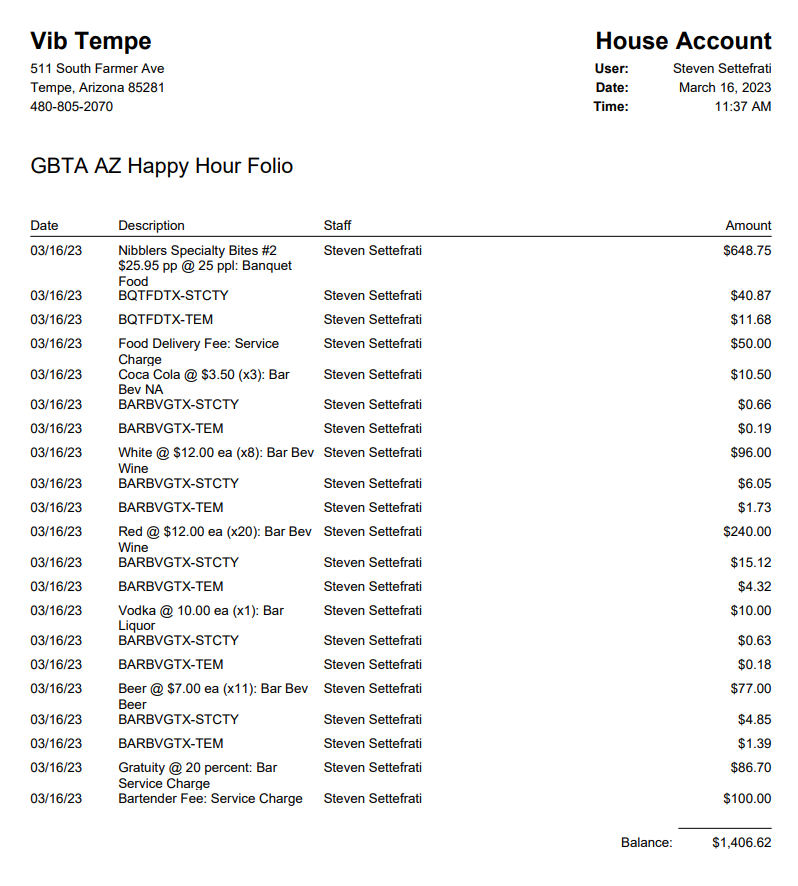 Vib Tempe
House Account
511 South Farmer Ave
User: Steven Settefrati
Tempe, Arizona 85281
Date: March 16, 2023
480-805-2070
Time: 11:37 AM
GBTA AZ Happy Hour Folio
Date Description Staff Amount
03/16/23 Nibblers Specialty Bites #2 Steven Settefrati $648.75
$25.95 pp @ 25 ppl: Banquet
Food
03/16/23 BQTFDTX-STCTY Steven Settefrati $40.87
03/16/23 BQTFDTX-TEM Steven Settefrati $11.68
03/16/23 Food Delivery Fee: Service Steven Settefrati $50.00
Charge
03/16/23 Coca Cola @ $3.50 (x3): Bar Steven Settefrati $10.50
Bev NA
03/16/23 BARBVGTX-STCTY Steven Settefrati $0.66
03/16/23 BARBVGTX-TEM Steven Settefrati $0.19
03/16/23 White @ $12.00 ea (x8): Bar Bev Steven Settefrati $96.00
Wine
03/16/23 BARBVGTX-STCTY Steven Settefrati $6.05
03/16/23 BARBVGTX-TEM Steven Settefrati $1.73
03/16/23 Red @ $12.00 ea (x20): Bar Bev Steven Settefrati $240.00
Wine
03/16/23 BARBVGTX-STCTY Steven Settefrati $15.12
03/16/23 BARBVGTX-TEM Steven Settefrati $4.32
03/16/23 Vodka @ 10.00 ea (x1): Bar Steven Settefrati $10.00
Liquor
03/16/23 BARBVGTX-STCTY Steven Settefrati $0.63
03/16/23 BARBVGTX-TEM Steven Settefrati $0.18
03/16/23 Beer @ $7.00 ea (x11): Bar Bev Steven Settefrati $77.00
Beer
03/16/23 BARBVGTX-STCTY Steven Settefrati $4.85
03/16/23 BARBVGTX-TEM Steven Settefrati $1.39
03/16/23 Gratuity @ 20 percent: Bar Steven Settefrati $86.70
Service Charge
03/16/23 Bartender Fee: Service Charge Steven Settefrati $100.00
Balance: $1,406.62